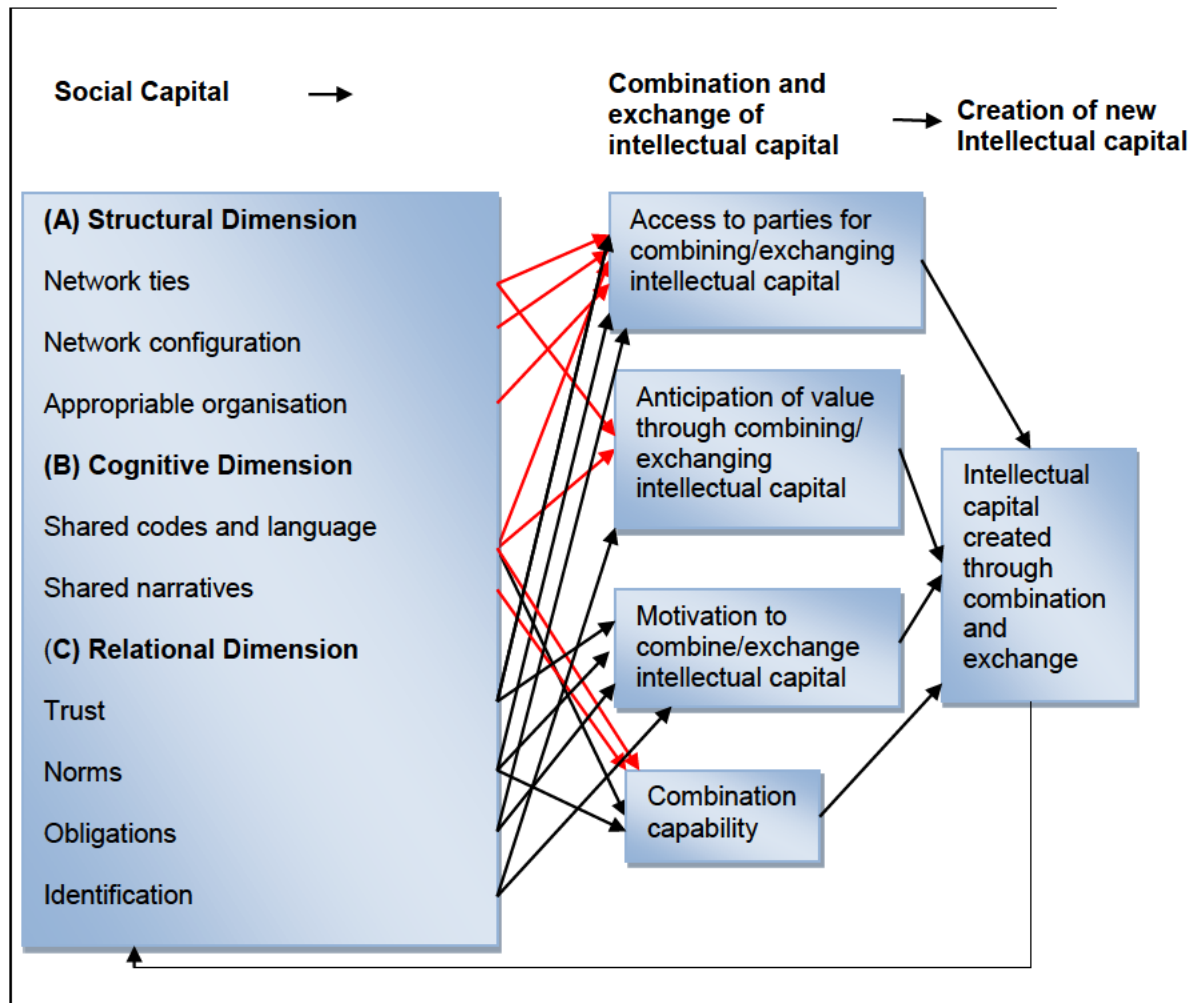 Social Capital
Combination and
exchange of
intellectual capital
Creation of new
Intellectual capital
(A) Structural Dimension
Network ties
Network configuration
Appropriable organisation
(B) Cognitive Dimension
Shared codes and language
Shared narratives
(C) Relational Dimension
Trust
Norms
Obligations
Identification
Access to parties for
combining/exchanging
intellectual capital
Anticipation of value
through combining/
exchanging
intellectual capital
Motivation to
combine/exchange
intellectual capital
Combination
capability
Intellectual
capital
created
through
combination
and
exchange